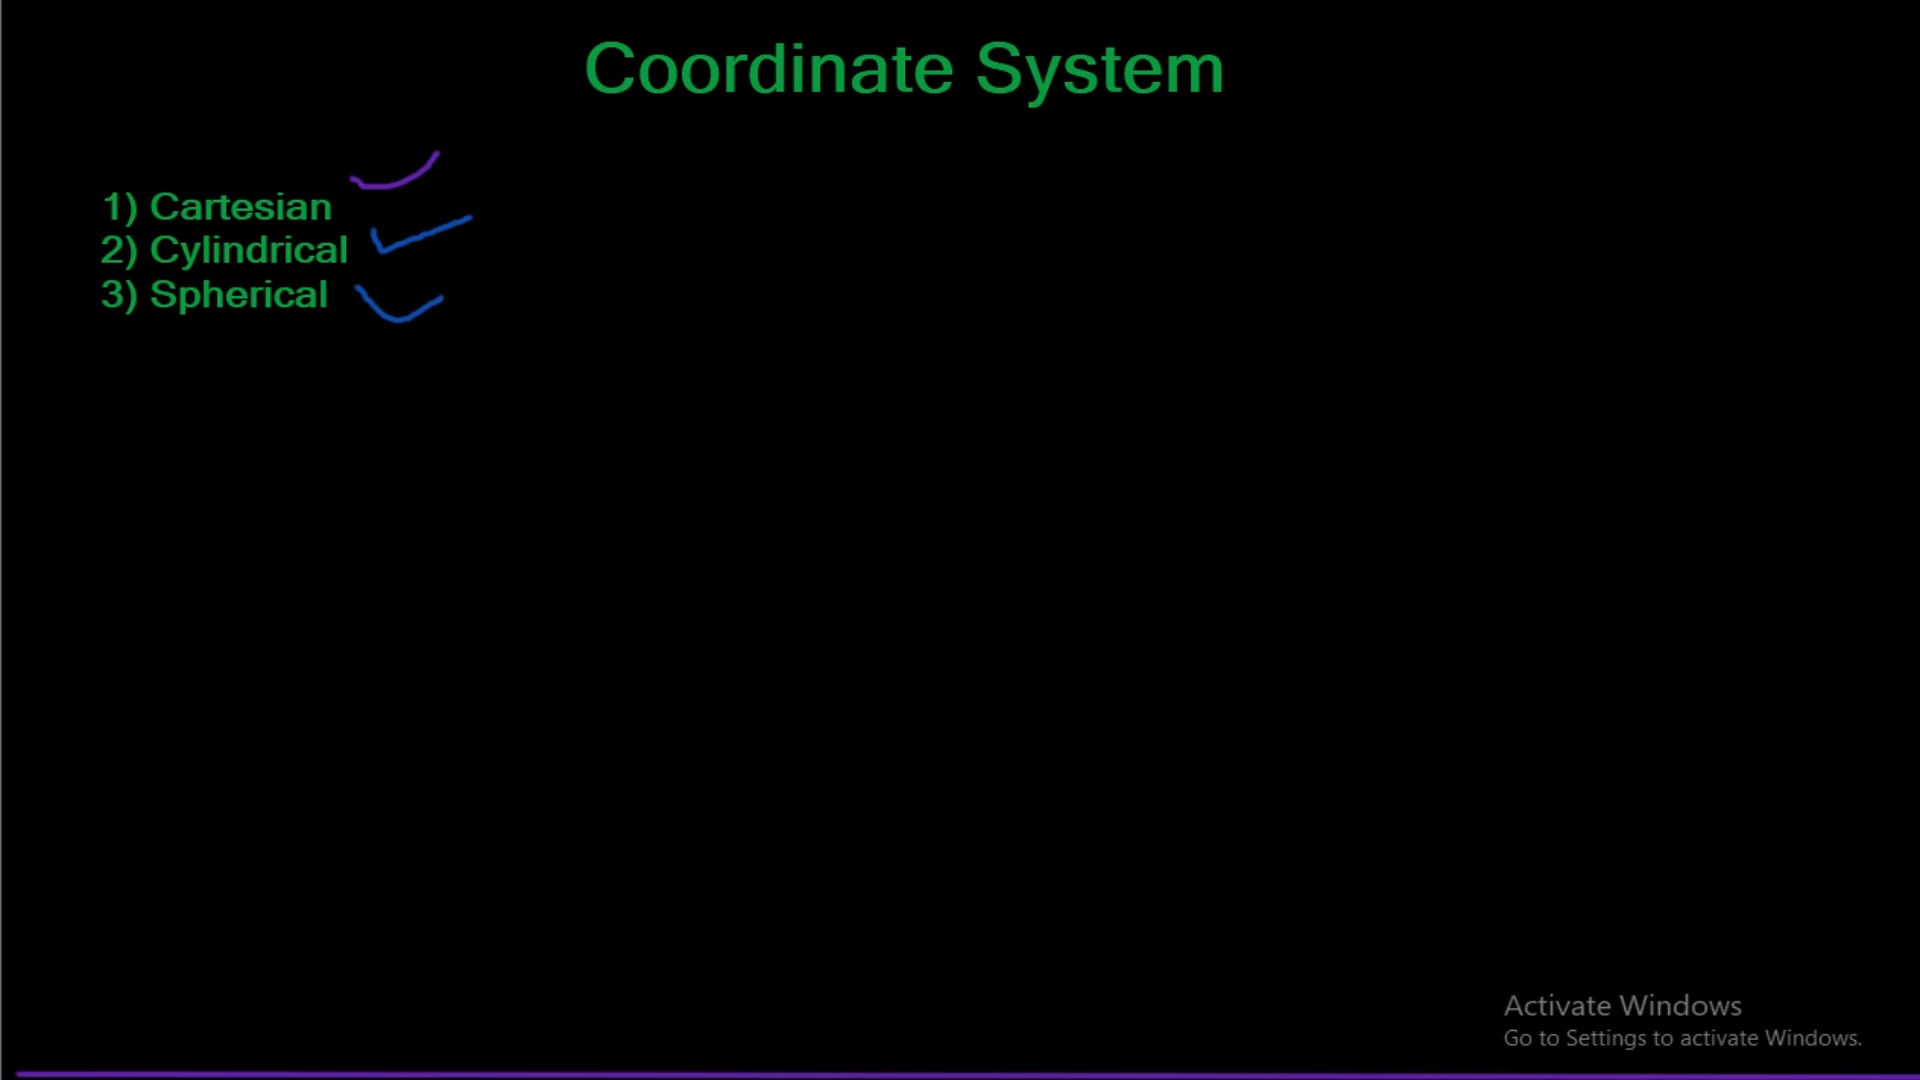 Coordinate System
1) Cartesian
2) Cylindrical
3) Spherical
Activate Windows
Go to Settings to activate Windows.